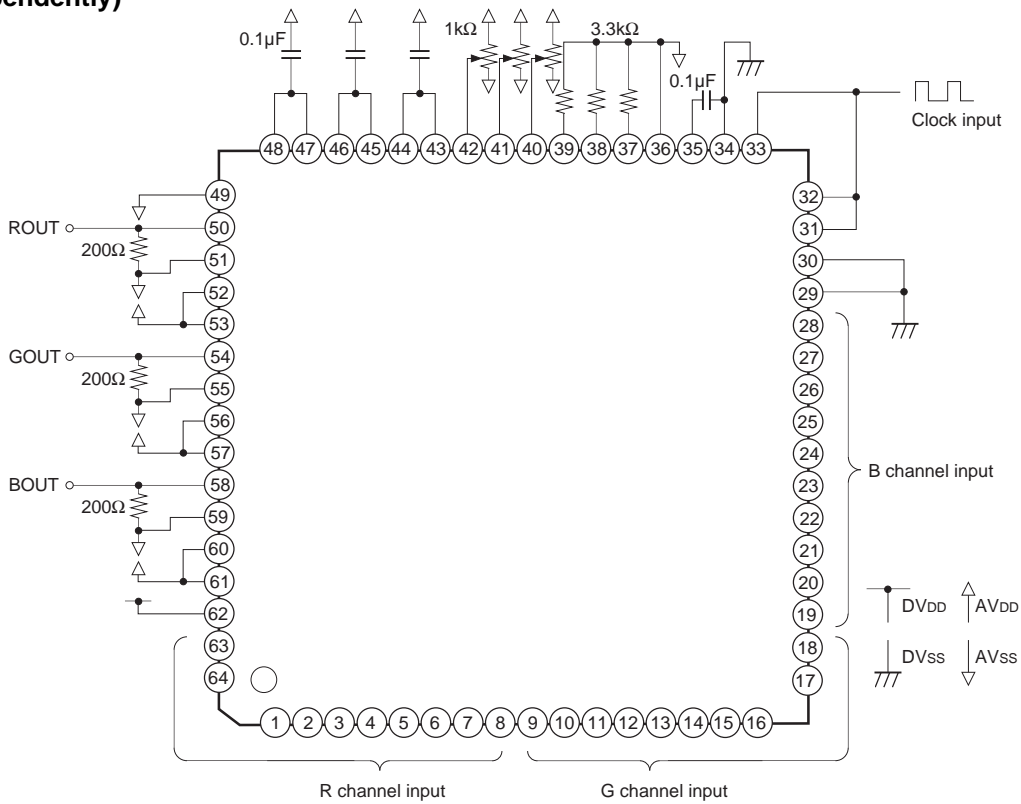 pendently)
0.1µF
1kΩ
3.3kΩ
0.1µF
Clock input
48 47 46 45 44 43 42 41 40 39 38 37 36 35 34 33
49
50
51
52
53
54
55
56
57
58
59
60
61
62
63
64
ROUT
200Ω
GOUT
200Ω
BOUT
200Ω
32
31
30
29
28
27
26
25
24
23
22
21
20
19
18
17
B channel input
DVDD
AVDD
DVSS
AVSS
1 2 3 4 5 6 7 8 9 10 11 12 13 14 15 16
R channel input
G channel input